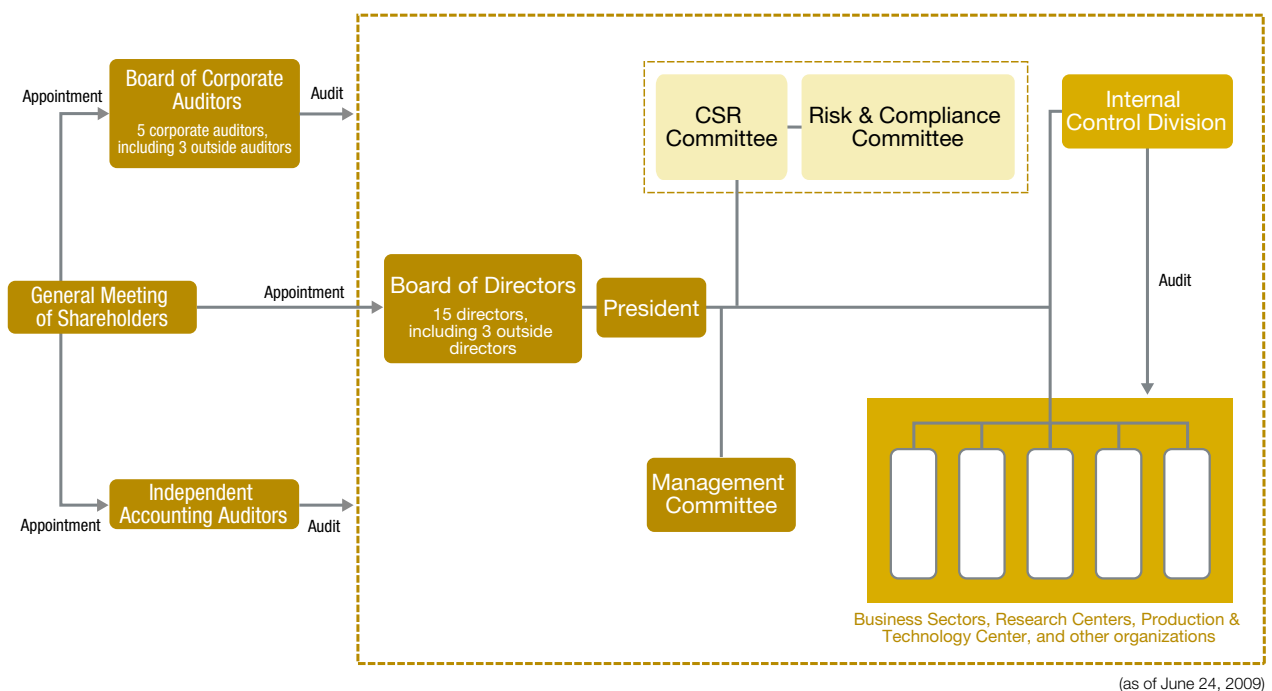 Appointment
Board of Corporate
Auditors
5 corporate auditors,
including 3 outside auditors
Audit
CSR
Committee
Risk & Compliance
Committee
Internal
Control Division
General Meeting
of Shareholders
Appointment
Board of Directors
15 directors,
including 3 outside
directors
President
Audit
Management
Committee
Appointment
Independent
Accounting Auditors
Audit
Business Sectors, Research Centers, Production &
Technology Center, and other organizations
(as of June 24, 2009)